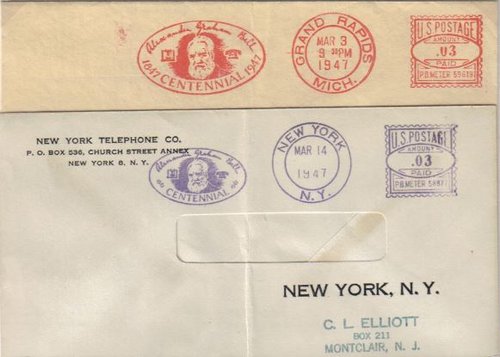 Alexander Graham Bell
1847 CENTENNIAL 1947
GRAND RAPIDS
MAR 3
1947
MICH.
U.S. POSTAGE
AMOUNT
.03
PAID
P.B. METER
NEW YORK TELEPHONE CO.
P. O. BOX 536, CHURCH STREET ANNEX
NEW YORK 8, N. Y.
Alexander Graham Bell
CENTENNIAL
NEW YORK
MAR 14
1947
N.Y.
U.S. POSTAGE
AMOUNT
.03
PAID
P.B. METER
NEW YORK, N. Y.
C. L. ELLIOTT
BOX 211
MONTCLAIR, N. J.